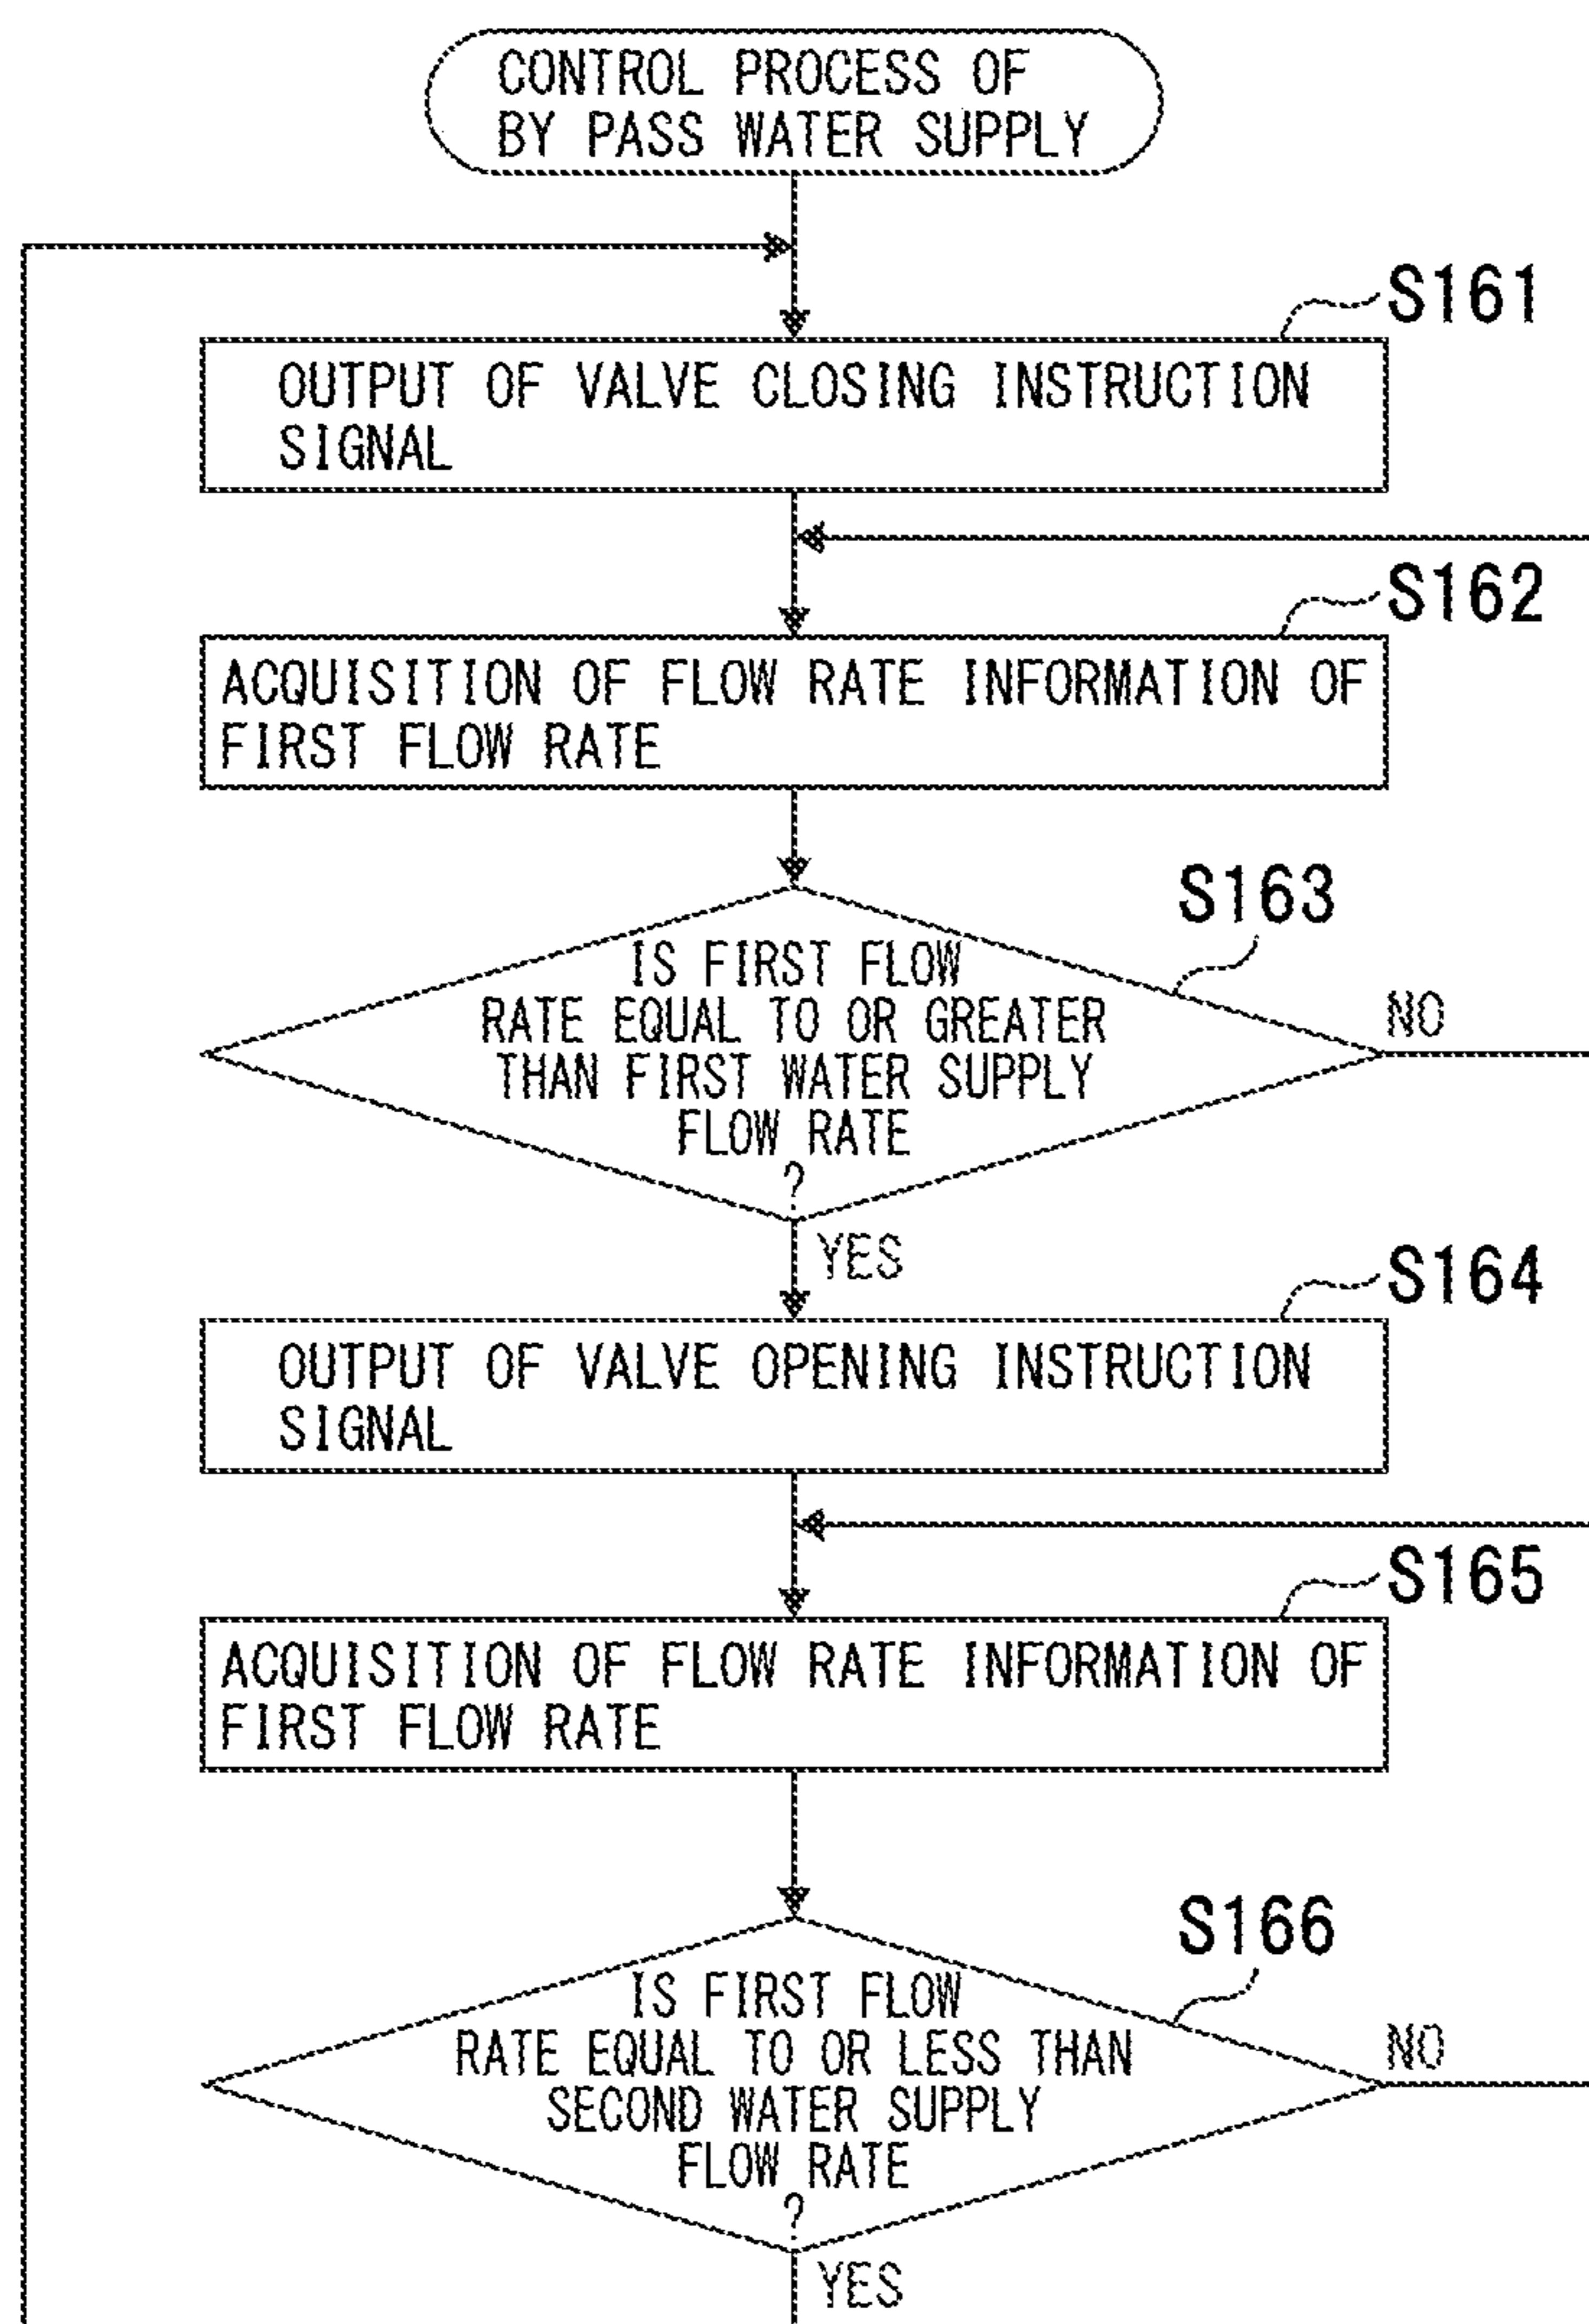 CONTROL PROCESS OF
BY PASS WATER SUPPLY
S161
OUTPUT OF VALVE CLOSING INSTRUCTION
SIGNAL
S162
ACQUISITION OF FLOW RATE INFORMATION OF
FIRST FLOW RATE
S163
IS FIRST FLOW
RATE EQUAL TO OR GREATER
THAN FIRST WATER SUPPLY
FLOW RATE
?
NO
YES
S164
OUTPUT OF VALVE OPENING INSTRUCTION
SIGNAL
S165
ACQUISITION OF FLOW RATE INFORMATION OF
FIRST FLOW RATE
S166
IS FIRST FLOW
RATE EQUAL TO OR LESS THAN
SECOND WATER SUPPLY
FLOW RATE
?
NO
YES